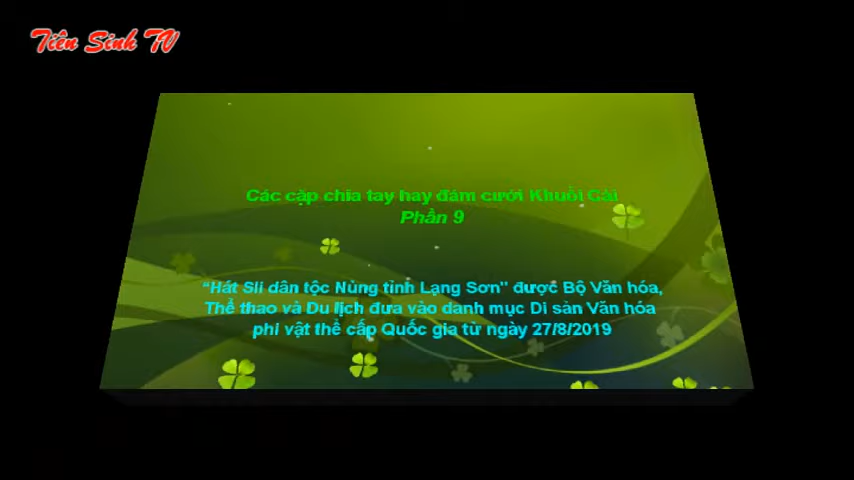 Tiên Sinh TV
Các cặp chia tay hay đám cưới Khuổi Cải
Phần 9
“Hát Sli dân tộc Nùng tỉnh Lạng Sơn" được Bộ Văn hóa,
Thể thao và Du lịch đưa vào danh mục Di sản Văn hóa
phi vật thể cấp Quốc gia từ ngày 27/8/2019